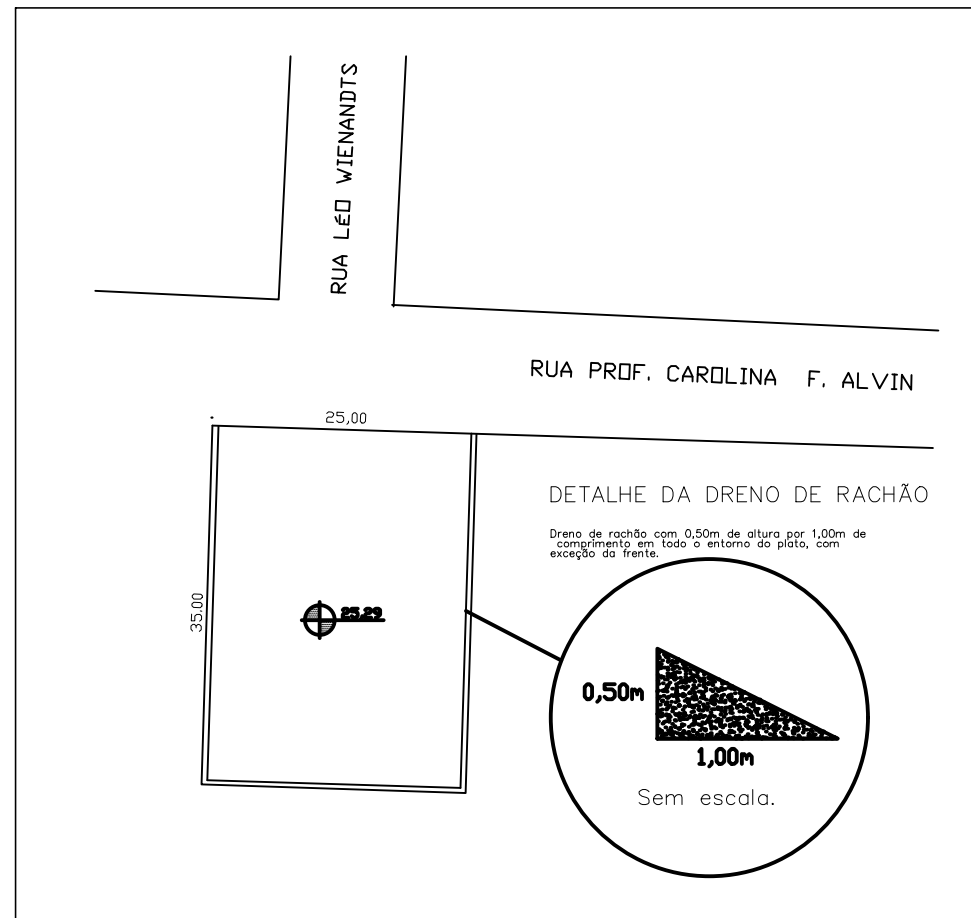 RUA LÉO WIENANDTS
RUA PROF. CAROLINA F. ALVIN
25,00
DETALHE DA DRENO DE RACHÃO
Dreno de rachão com 0,50m de altura por 1,00m de
comprimento em todo o entorno do plato, com
exceção da frente.
35.00
25,29
0,50m
1,00m
Sem escala.